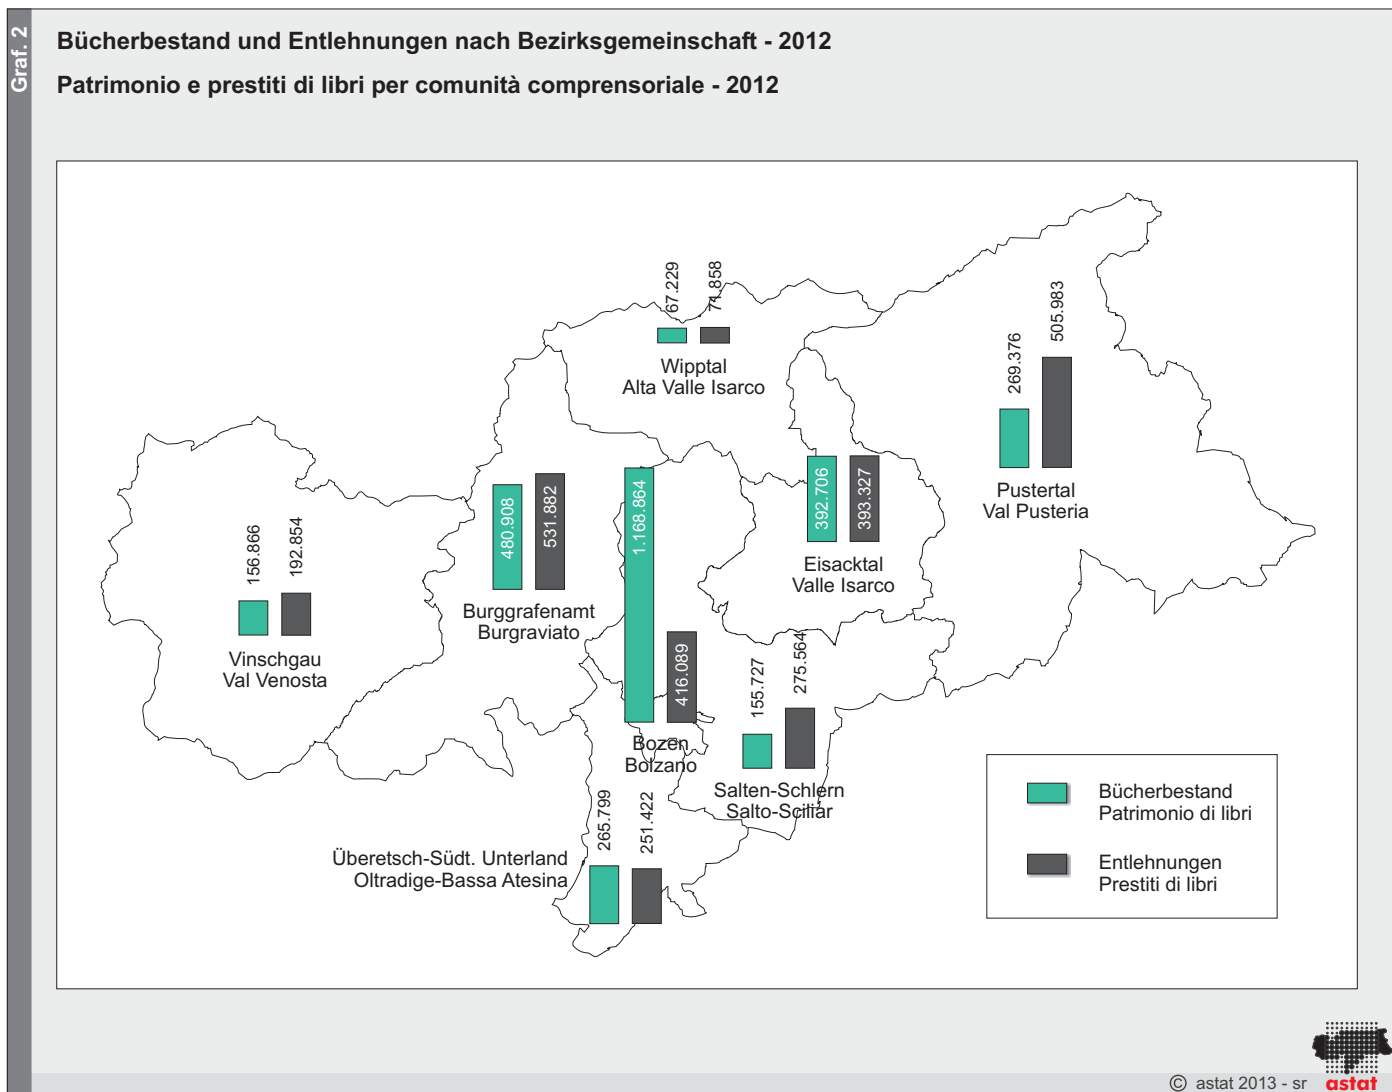 Graf. 2
Bücherbestand und Entlehnungen nach Bezirksgemeinschaft - 2012
Patrimonio e prestiti di libri per comunità comprensoriale - 2012
67.229
71.858
Wipptal
Alta Valle Isarco
269.376
505.983
Pustertal
Val Pusteria
392.706
393.327
Eisacktal
Valle Isarco
480.908
531.882
Burggrafenamt
Burgraviato
156.866
192.854
Vinschgau
Val Venosta
1.168.864
416.089
Bozen
Bolzano
155.727
275.564
Salten-Schlern
Salto-Sciliar
265.799
251.422
Überetsch-Südt. Unterland
Oltradige-Bassa Atesina
Bücherbestand
Patrimonio di libri
Entlehnungen
Prestiti di libri
© astat 2013 - sr
astat